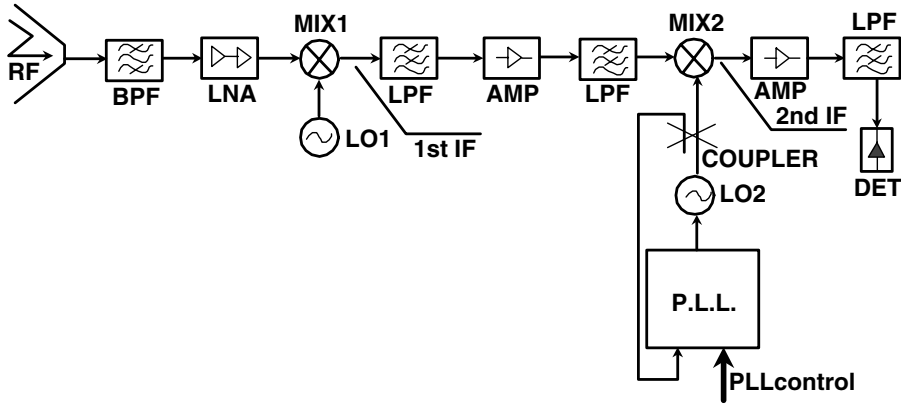 MIX1
MIX2
LPF
RF
BPF
LNA
LPF
AMP
LPF
AMP
LO1
1st IF
2nd IF
COUPLER
DET
LO2
P.L.L.
PLLcontrol